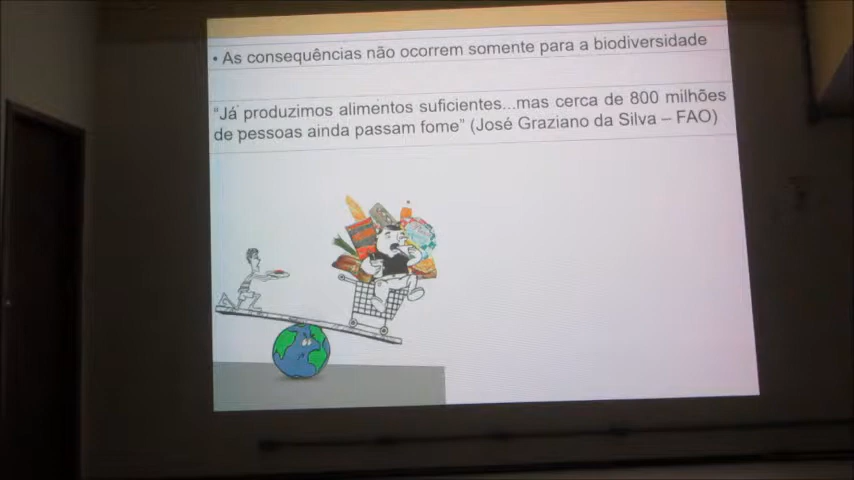 • As consequências não ocorrem somente para a biodiversidade
“Já produzimos alimentos suficientes...mas cerca de 800 milhões
de pessoas ainda passam fome” (José Graziano da Silva – FAO)